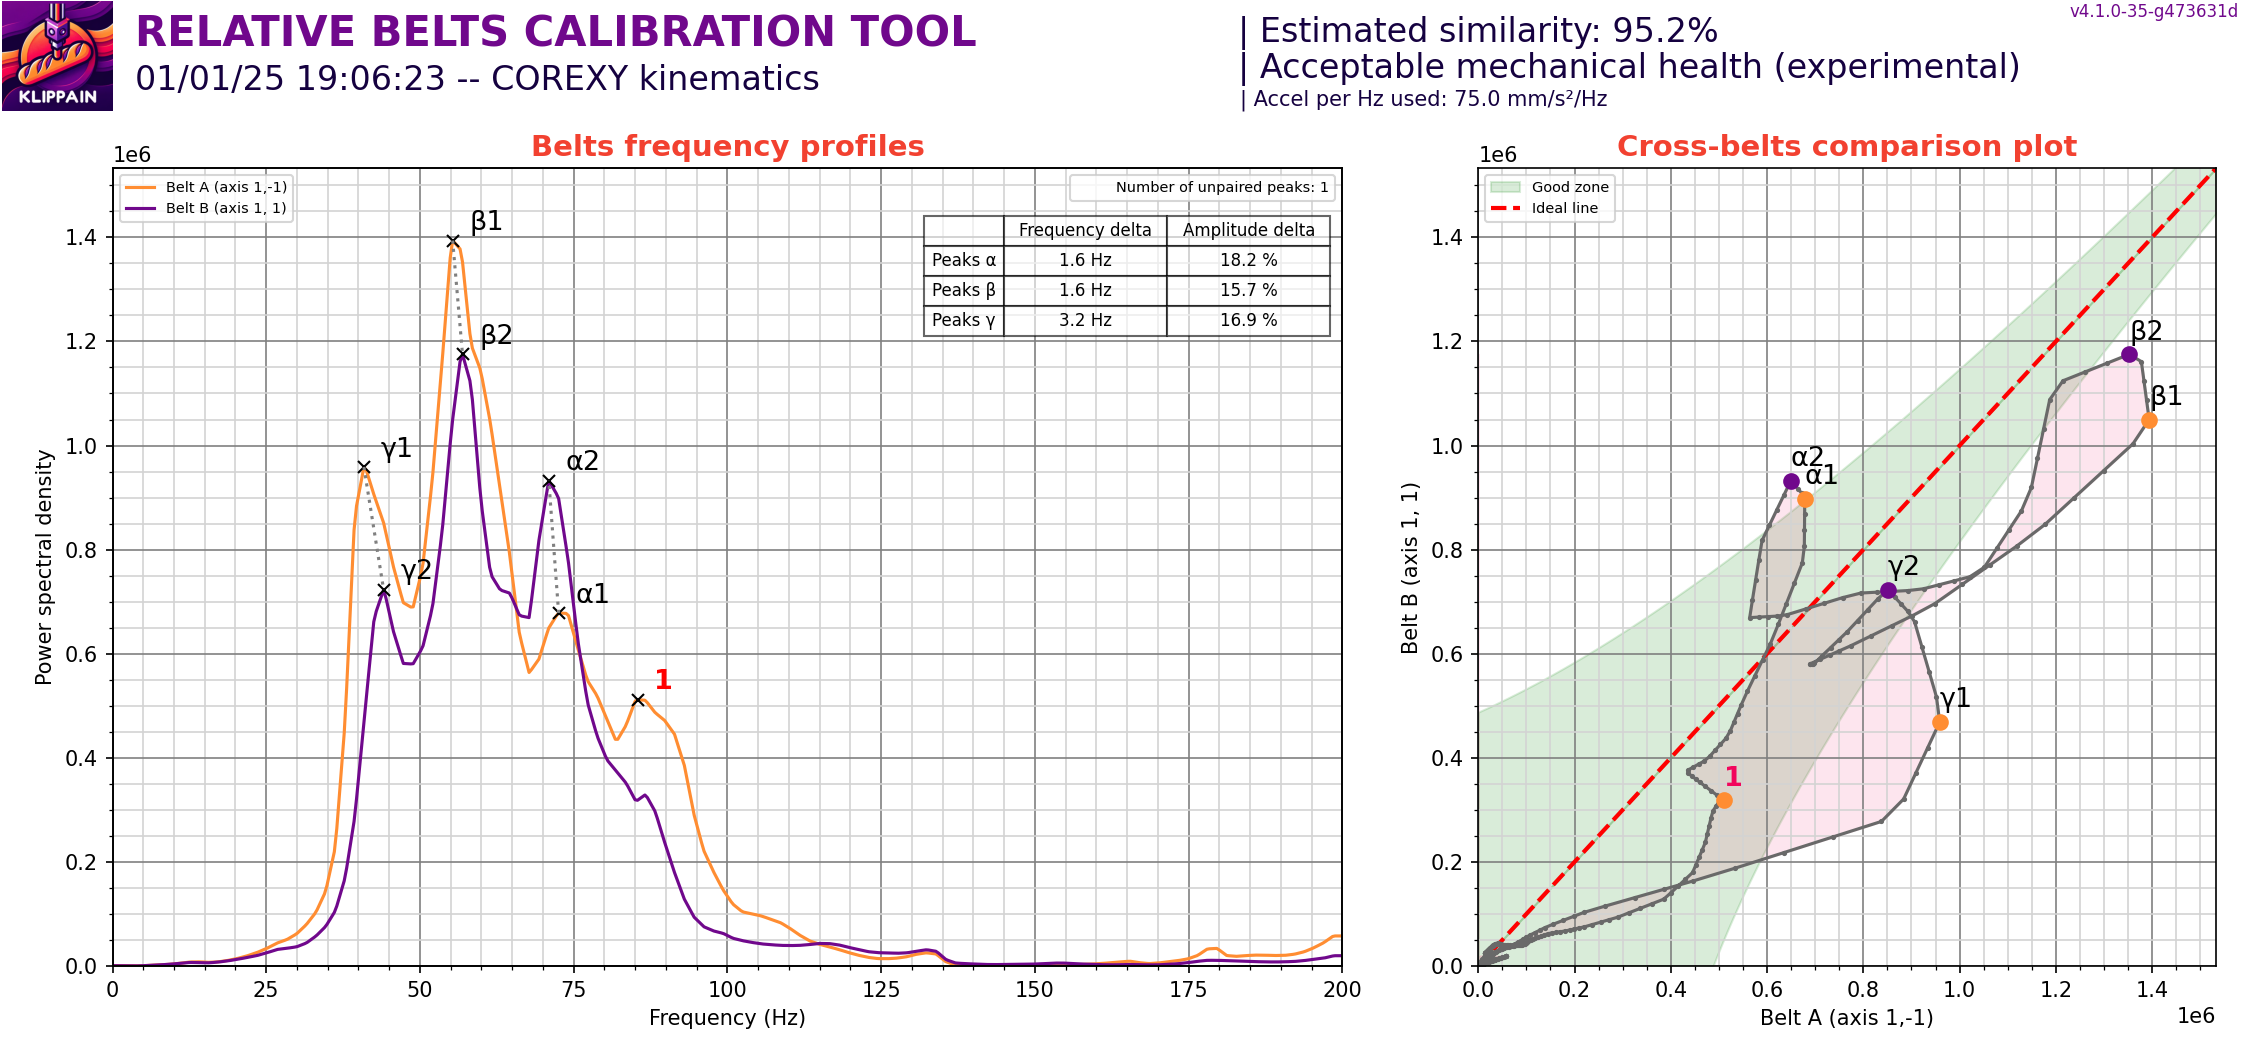 KLIPPAIN
RELATIVE BELTS CALIBRATION TOOL
01/01/25 19:06:23 -- COREXY kinematics
| Estimated similarity: 95.2%
| Acceptable mechanical health (experimental)
| Accel per Hz used: 75.0 mm/s²/Hz
v4.1.0-35-g473631d
Belts frequency profiles
1e6
Belt A (axis 1,-1)
Belt B (axis 1, 1)
Number of unpaired peaks: 1
Frequency delta Amplitude delta
Peaks α 1.6 Hz 18.2 %
Peaks β 1.6 Hz 15.7 %
Peaks γ 3.2 Hz 16.9 %
β1
β2
γ1
α2
γ2
α1
1
1.4
1.2
1.0
0.8
0.6
0.4
0.2
0.0
Power spectral density
0 25 50 75 100 125 150 175 200
Frequency (Hz)
Cross-belts comparison plot
1e6
Good zone
Ideal line
β2
β1
α2
α1
γ2
γ1
1
1.4
1.2
1.0
0.8
0.6
0.4
0.2
0.0
Belt B (axis 1, 1)
0.0 0.2 0.4 0.6 0.8 1.0 1.2 1.4
Belt A (axis 1,-1)
1e6